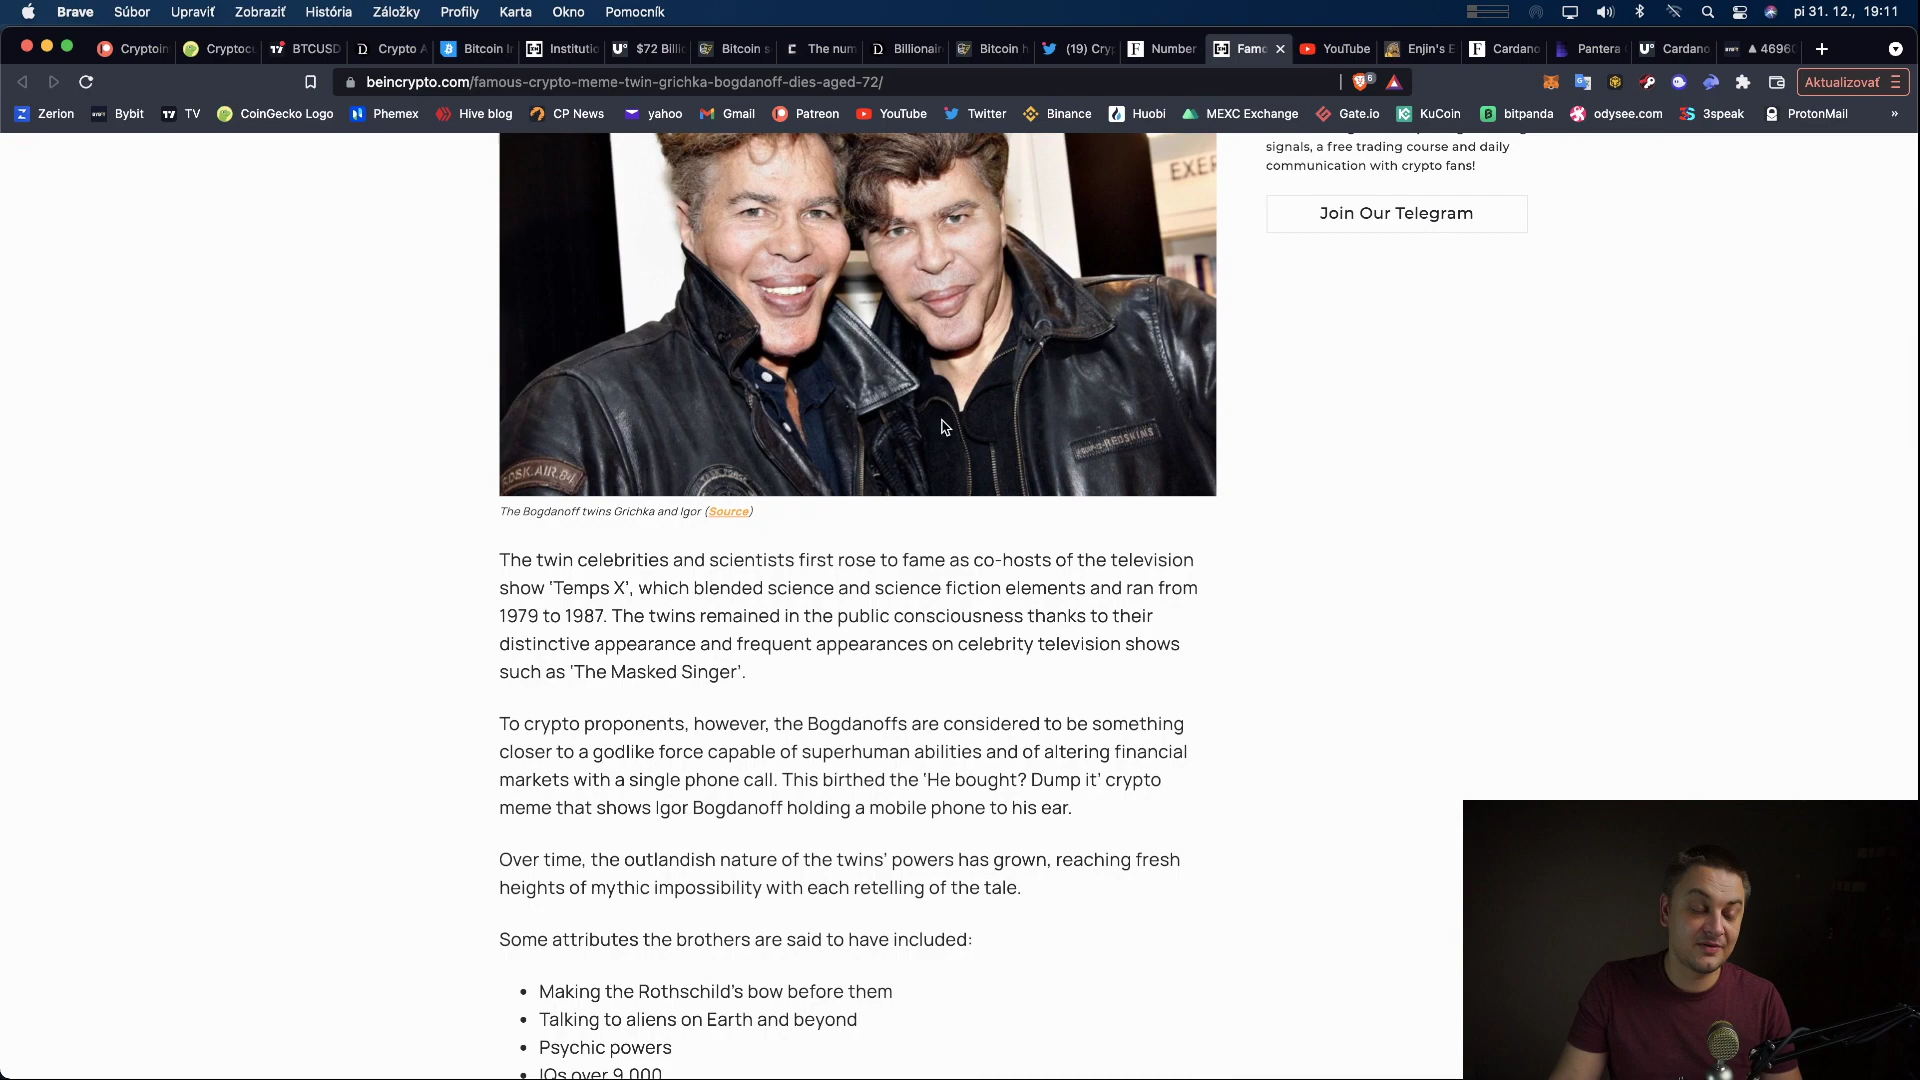 Brave Súbor Upraviť Zobraziť História Záložky Profily Karta Okno Pomocník pi 31. 12., 19:11
Cryptoin Cryptocu BTCUSD Crypto A Bitcoin In Institutio $72 Billio Bitcoin s The num Billionair Bitcoin h (19) Cryp Number Famo YouTube Enjin's E Cardano Pantera Cardano 4696
beincrypto.com/famous-crypto-meme-twin-grichka-bogdanoff-dies-aged-72/ 6 Aktualizovať
Zerion Bybit TV CoinGecko Logo Phemex Hive blog CP News yahoo Gmail Patreon YouTube Twitter Binance Huobi MEXC Exchange Gate.io KuCoin bitpanda odysee.com 3speak ProtonMail »
signals, a free trading course and daily
communication with crypto fans!
Join Our Telegram
EXER
REDSKINS
The Bogdanoff twins Grichka and Igor (Source)
The twin celebrities and scientists first rose to fame as co-hosts of the television
show ‘Temps X’, which blended science and science fiction elements and ran from
1979 to 1987. The twins remained in the public consciousness thanks to their
distinctive appearance and frequent appearances on celebrity television shows
such as ‘The Masked Singer’.
To crypto proponents, however, the Bogdanoffs are considered to be something
closer to a godlike force capable of superhuman abilities and of altering financial
markets with a single phone call. This birthed the ‘He bought? Dump it’ crypto
meme that shows Igor Bogdanoff holding a mobile phone to his ear.
Over time, the outlandish nature of the twins’ powers has grown, reaching fresh
heights of mythic impossibility with each retelling of the tale.
Some attributes the brothers are said to have included:
• Making the Rothschild’s bow before them
• Talking to aliens on Earth and beyond
• Psychic powers
• IQs over 9,000